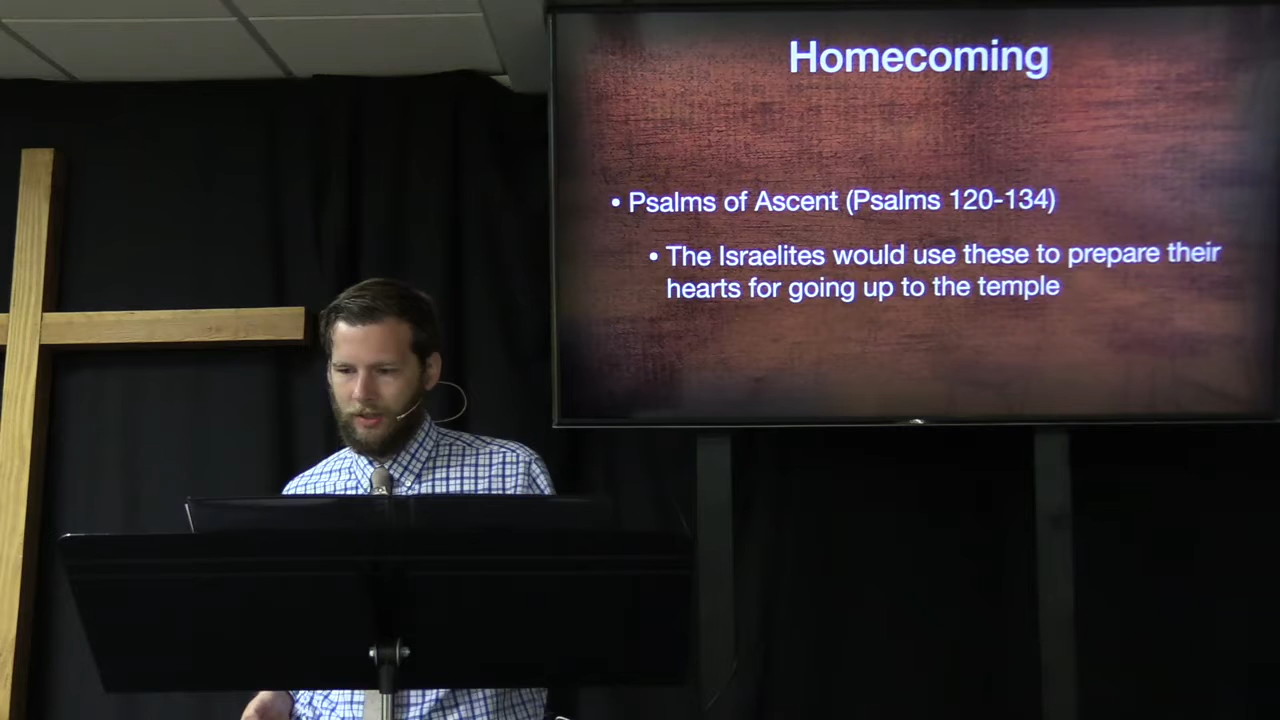 Homecoming
• Psalms of Ascent (Psalms 120-134)
• The Israelites would use these to prepare their
hearts for going up to the temple